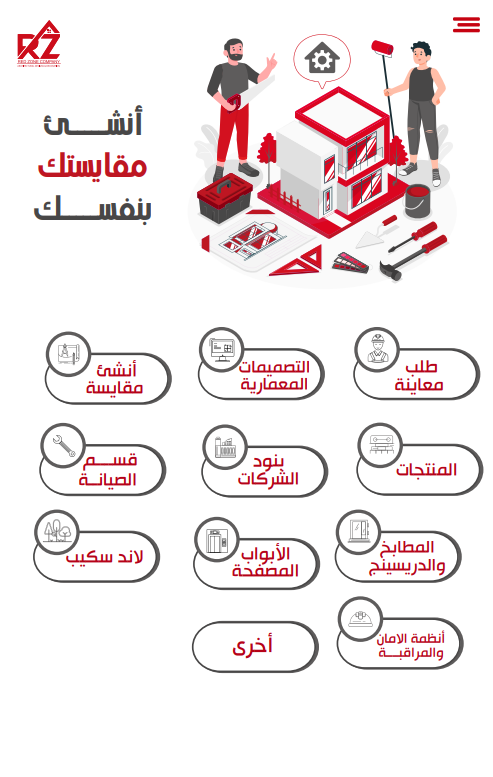 RZ
RED ZONE COMPANY
أنشـــئ
مقايستك
بنفســـك
طلب
معاينة
التصميمات
المعمارية
أنشئ
مقايسة
المنتجات
بنود
الشركات
قســم
الصيانــة
المطابخ
والدريسينج
الأبواب
المصفحة
لاند سكيب
أنظمة الامان
والمراقبــة
أخرى